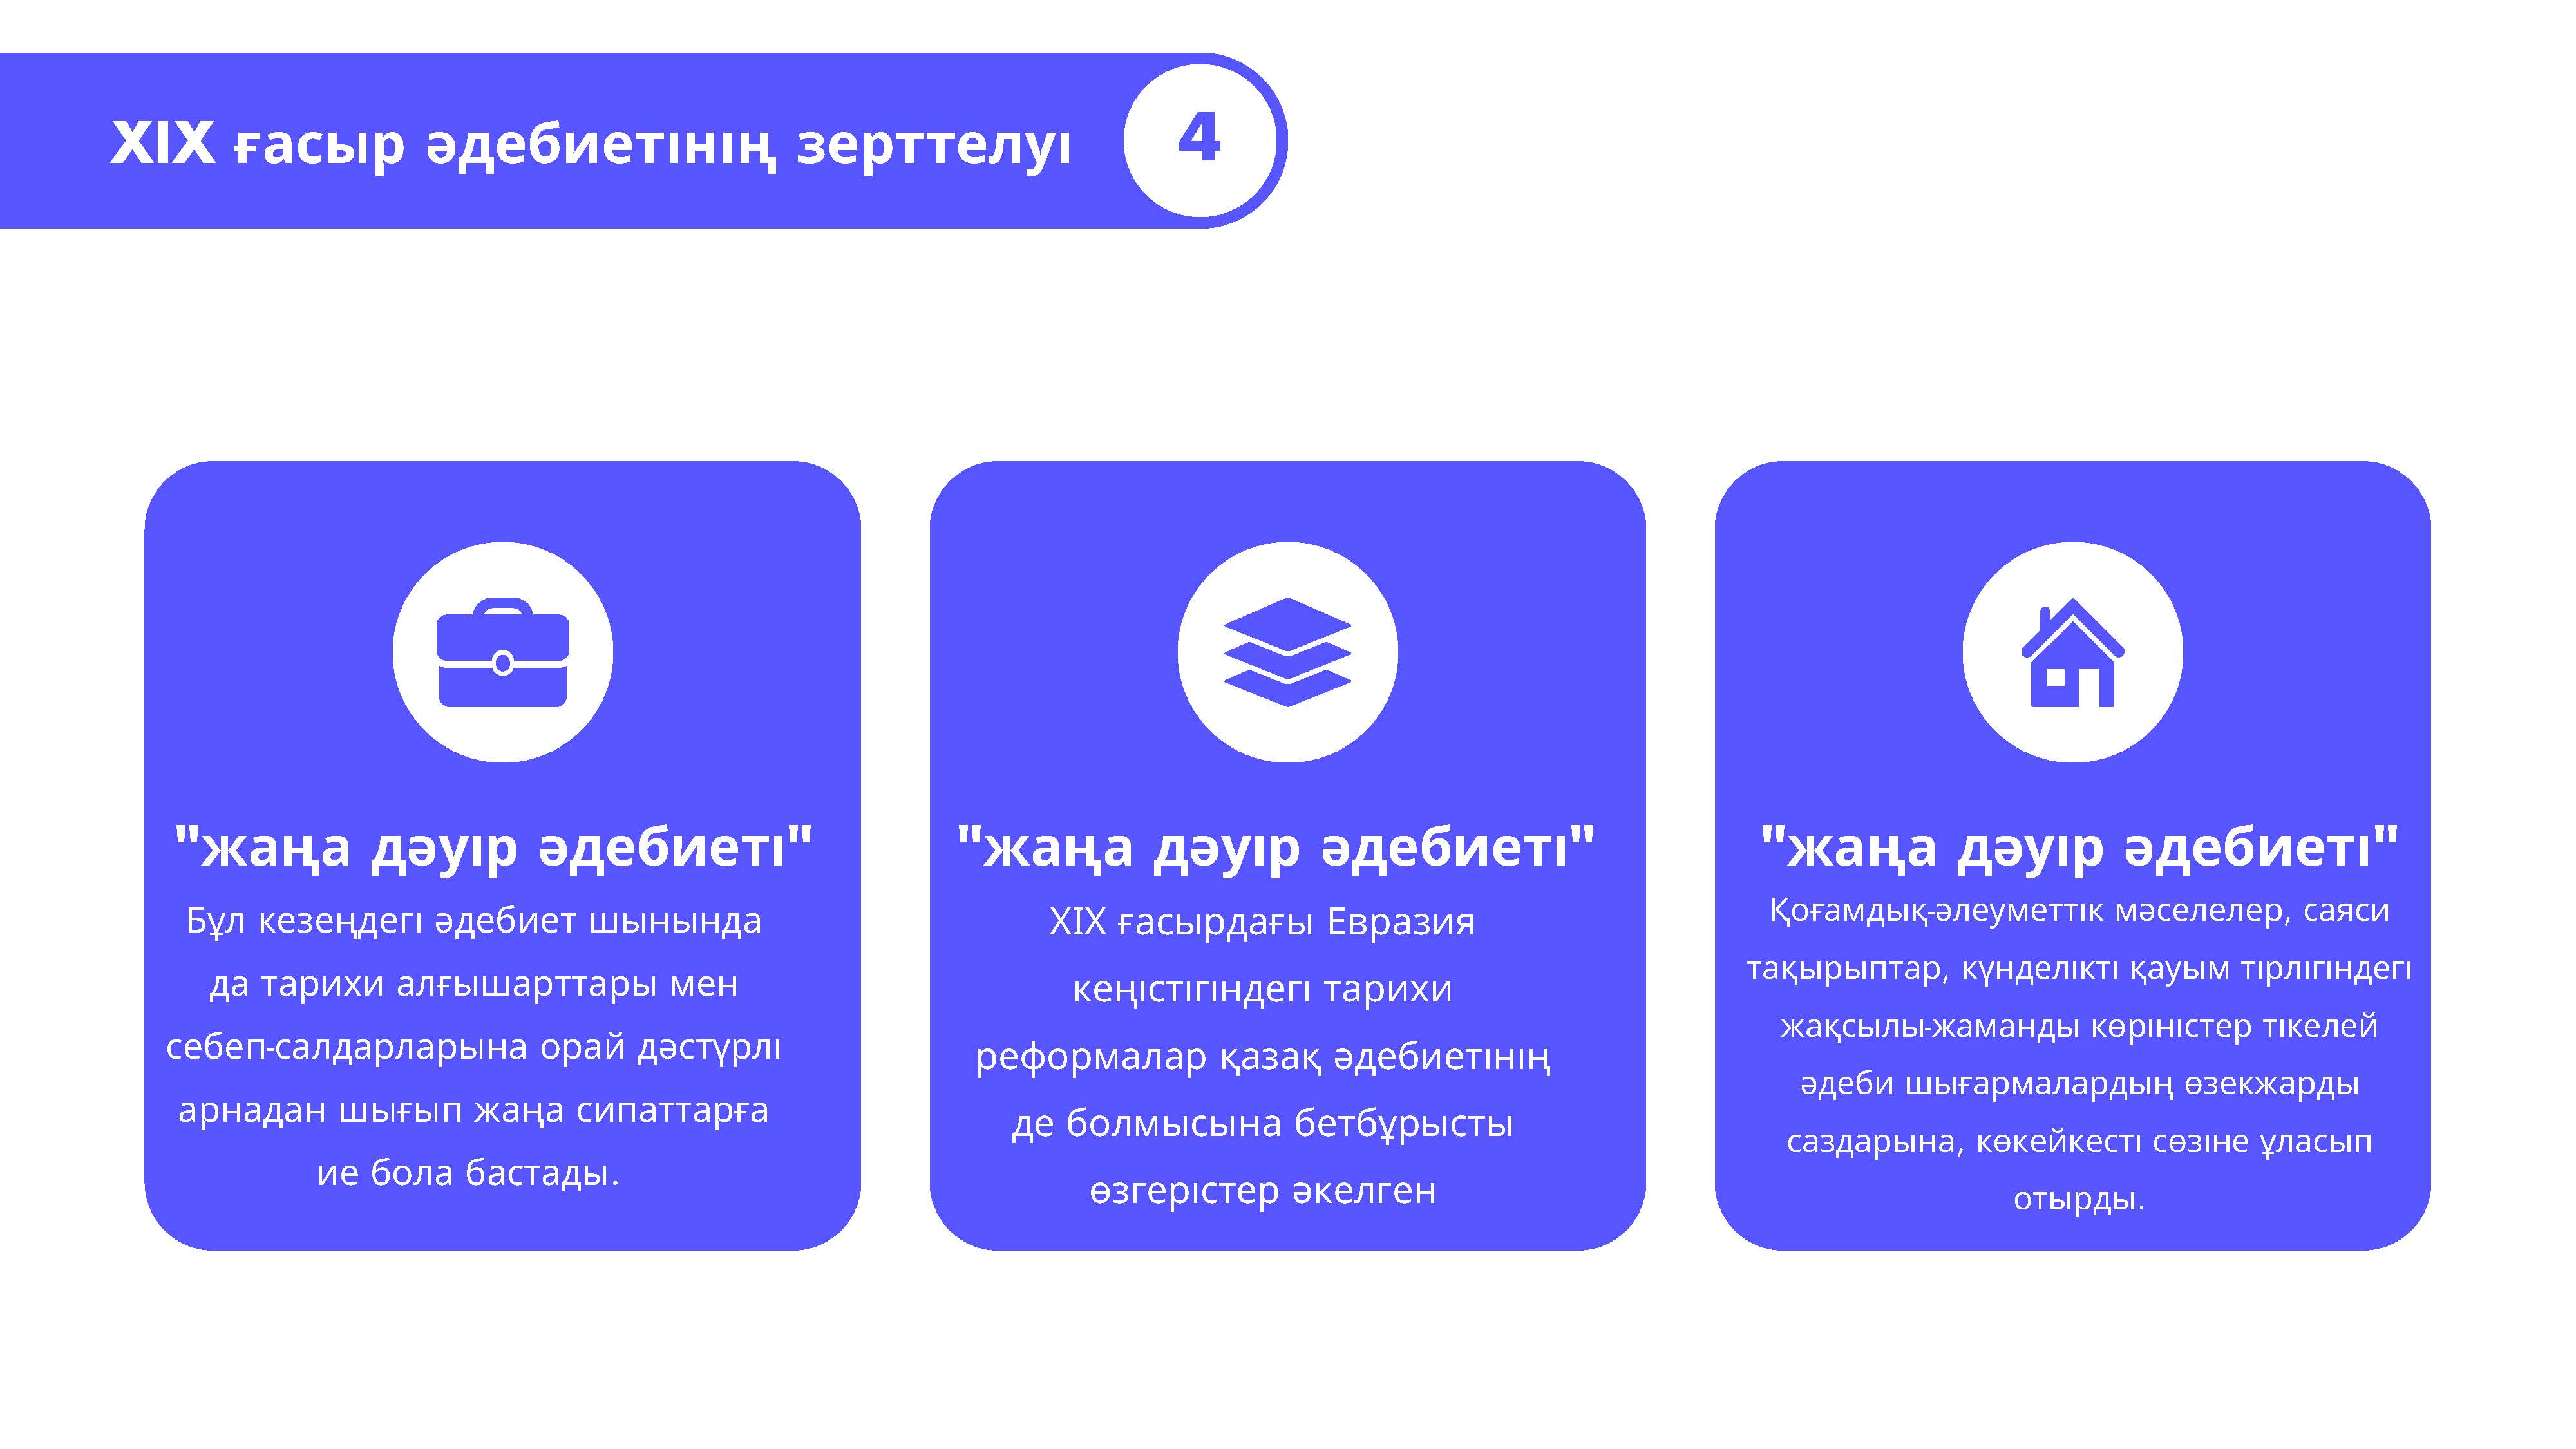 XIX ғасыр әдебиетінің зерттелуі
4
"жаңа дәуір әдебиеті"
Бұл кезеңдегі әдебиет шынында
да тарихи алғышарттары мен
себеп-салдарларына орай дәстүрлі
арнадан шығып жаңа сипаттарға
ие бола бастады.
"жаңа дәуір әдебиеті"
XIX ғасырдағы Евразия
кеңістігіндегі тарихи
реформалар қазақ әдебиетінің
де болмысына бетбұрысты
өзгерістер әкелген
"жаңа дәуір әдебиеті"
Қоғамдық-әлеуметтік мәселелер, саяси
тақырыптар, күнделікті қауым тірлігіндегі
жақсылы-жаманды көріністер тікелей
әдеби шығармалардың өзекжарды
саздарына, көкейкесті сөзіне ұласып
отырды.